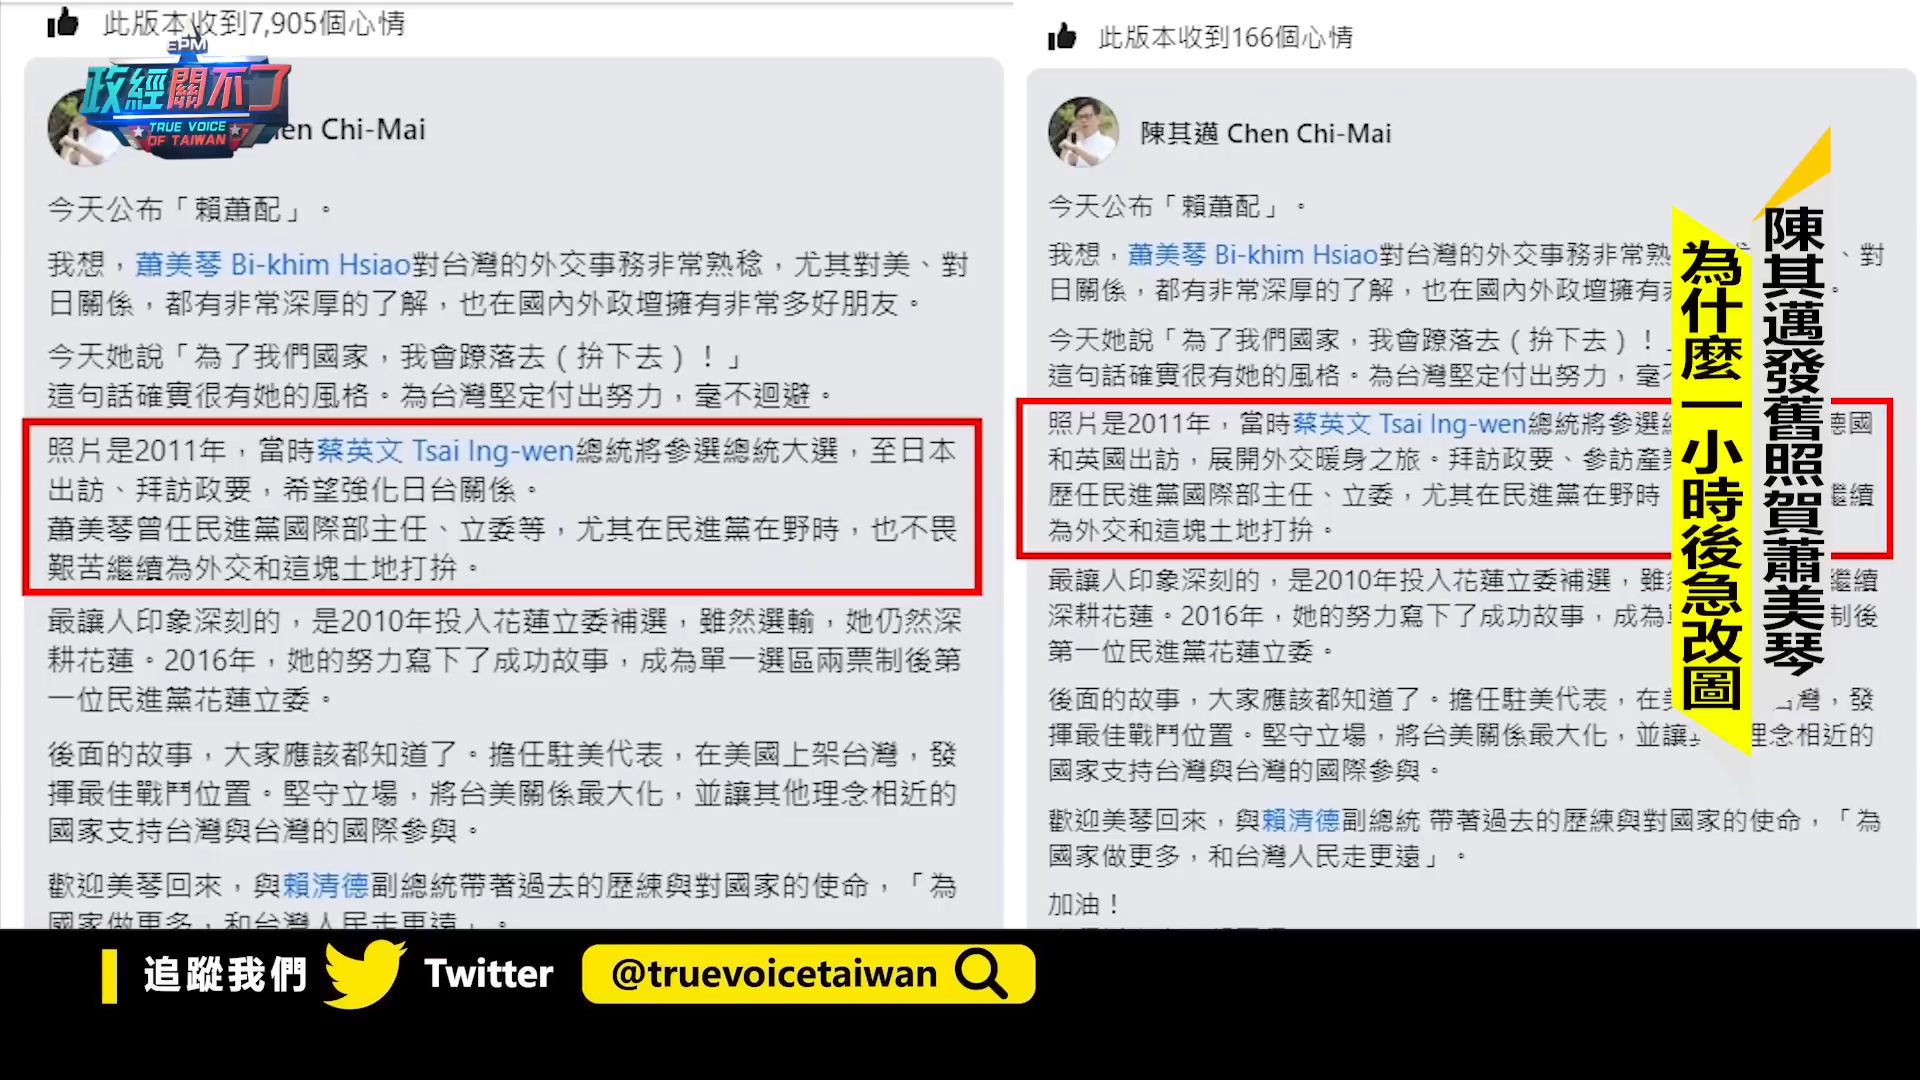 此版本收到7,905個心情
EPM
政經關不了
TRUE VOICE
OF TAIWAN
en Chi-Mai
今天公布「賴蕭配」。
我想，蕭美琴 Bi-khim Hsiao對台灣的外交事務非常熟稔，尤其對美、對
日關係，都有非常深厚的了解，也在國內外政壇擁有非常多好朋友。
今天她說「為了我們國家，我會蹽落去（拚下去）！」
這句話確實很有她的風格。為台灣堅定付出努力，毫不迴避。
照片是2011年，當時蔡英文 Tsai Ing-wen總統將參選總統大選，至日本
出訪、拜訪政要，希望強化日台關係。
蕭美琴曾任民進黨國際部主任、立委等，尤其在民進黨在野時，也不畏
艱苦繼續為外交和這塊土地打拚。
最讓人印象深刻的，是2010年投入花蓮立委補選，雖然選輸，她仍然深
耕花蓮。2016年，她的努力寫下了成功故事，成為單一選區兩票制後第
一位民進黨花蓮立委。
後面的故事，大家應該都知道了。擔任駐美代表，在美國上架台灣，發
揮最佳戰鬥位置。堅守立場，將台美關係最大化，並讓其他理念相近的
國家支持台灣與台灣的國際參與。
歡迎美琴回來，與賴清德副總統帶著過去的歷練與對國家的使命，「為
國家做更多，和台灣人民走更遠」。
此版本收到166個心情
陳其邁 Chen Chi-Mai
今天公布「賴蕭配」。
我想，蕭美琴 Bi-khim Hsiao對台灣的外交事務非常熟 、對
日關係，都有非常深厚的了解，也在國內外政壇擁有 。
今天她說「為了我們國家，我會蹽落去（拚下去）！
這句話確實很有她的風格。為台灣堅定付出努力，毫
照片是2011年，當時蔡英文 Tsai Ing-wen總統將參選 德國
和英國出訪，展開外交暖身之旅。拜訪政要、參訪產
歷任民進黨國際部主任、立委，尤其在民進黨在野時 繼續
為外交和這塊土地打拚。
最讓人印象深刻的，是2010年投入花蓮立委補選，雖 繼續
深耕花蓮。2016年，她的努力寫下了成功故事，成為 制後
第一位民進黨花蓮立委。
後面的故事，大家應該都知道了。擔任駐美代表，在 灣，發
揮最佳戰鬥位置。堅守立場，將台美關係最大化，並讓 理念相近的
國家支持台灣與台灣的國際參與。
歡迎美琴回來，與賴清德副總統 帶著過去的歷練與對國家的使命，「為
國家做更多，和台灣人民走更遠」。
加油！
陳其邁發舊照賀蕭美琴
為什麼一小時後急改圖
追蹤我們 Twitter @truevoicetaiwan